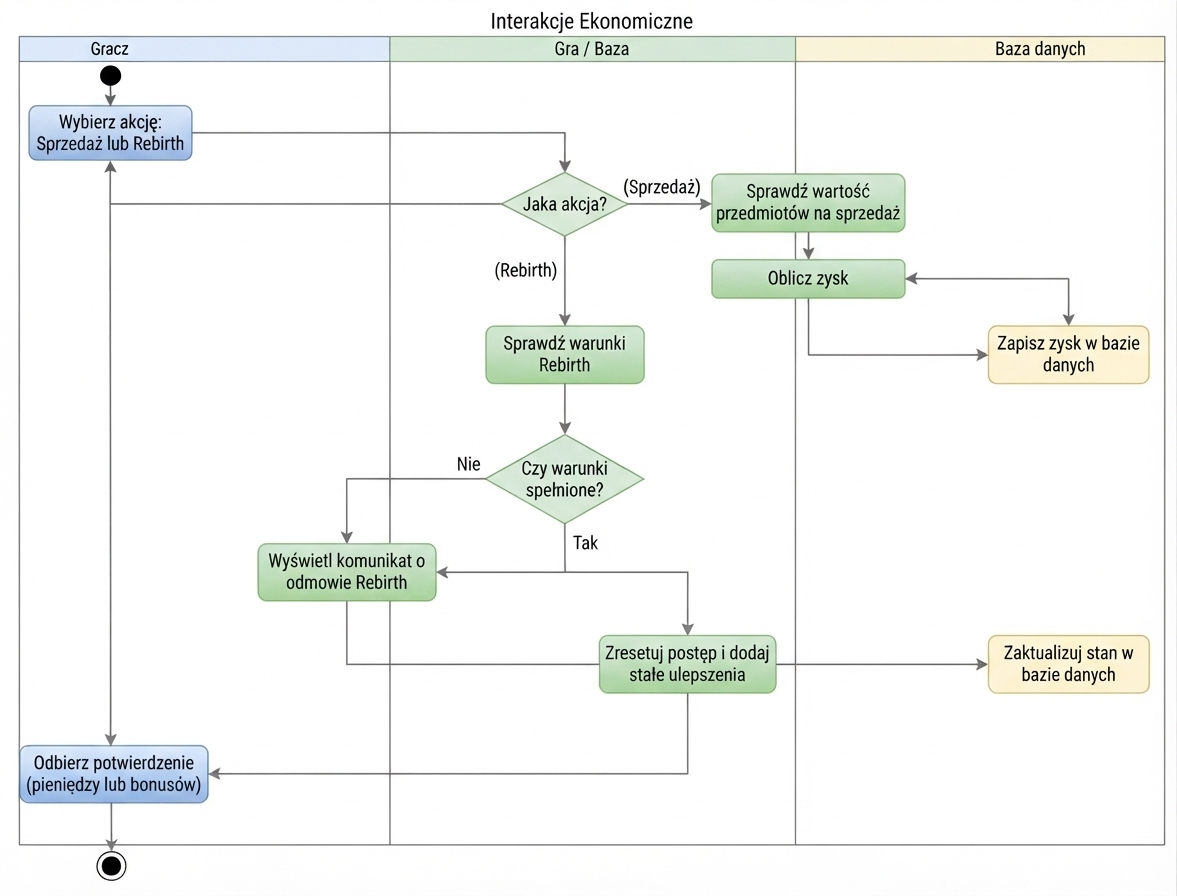 Interakcje Ekonomiczne
Gracz
Gra / Baza
Baza danych
Wybierz akcję:
Sprzedaż lub Rebirth
Jaka akcja?
(Sprzedaż)
Sprawdź wartość
przedmiotów na sprzedaż
(Rebirth)
Oblicz zysk
Sprawdź warunki
Rebirth
Zapisz zysk w bazie
danych
Nie
Czy warunki
spełnione?
Tak
Wyświetl komunikat o
odmowie Rebirth
Zresetuj postęp i dodaj
stałe ulepszenia
Zaktualizuj stan w
bazie danych
Odbierz potwierdzenie
(pieniędzy lub bonusów)